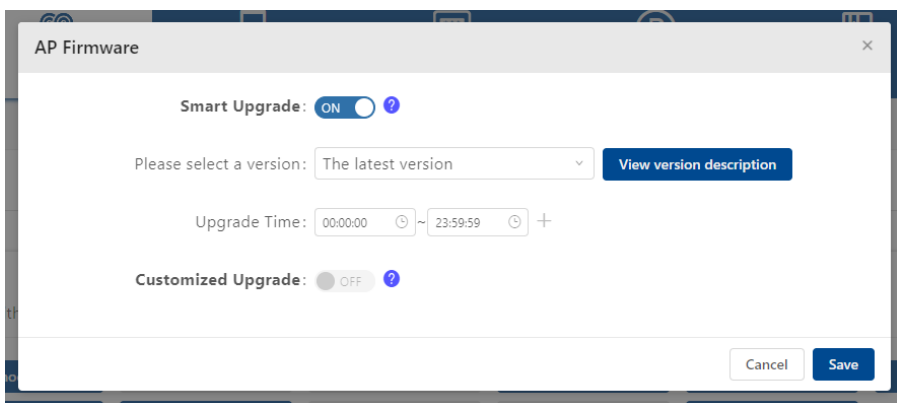 AP Firmware ×
Smart Upgrade: ON ?
Please select a version: The latest version View version description
Upgrade Time: 00:00:00 ~ 23:59:59 +
Customized Upgrade: OFF ?
Cancel Save